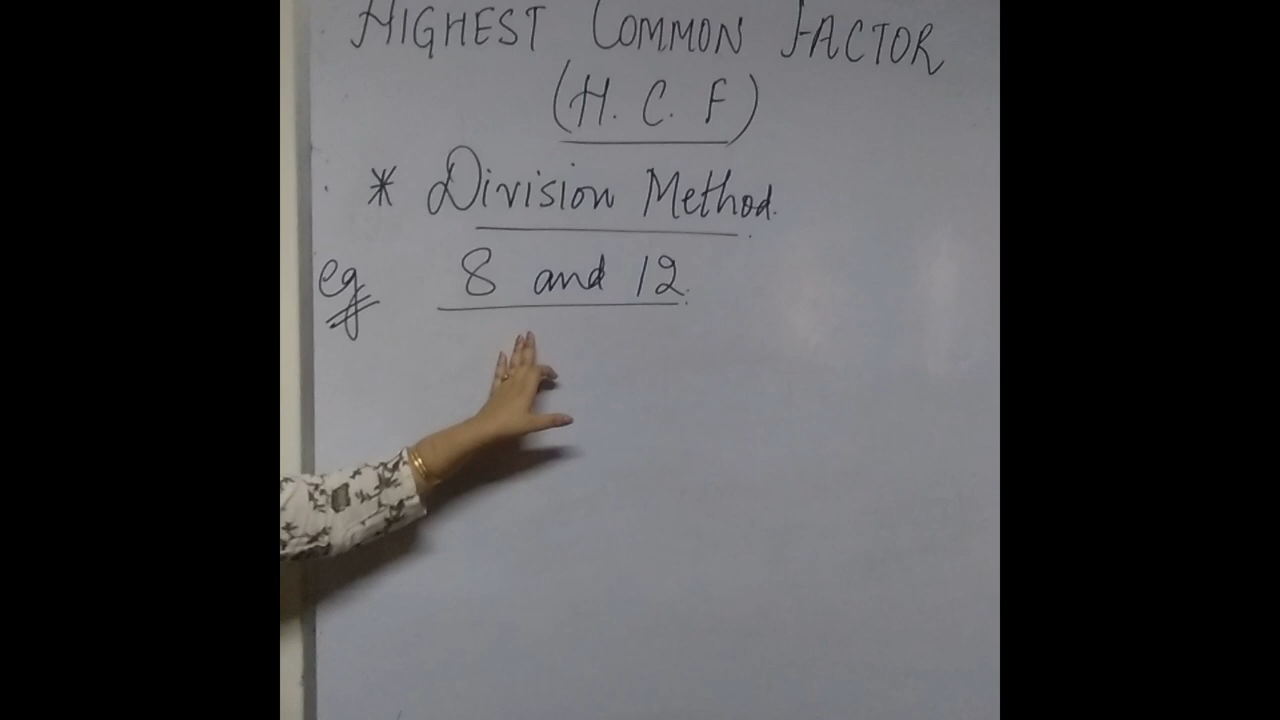 HIGHEST COMMON FACTOR
(H. C. F)
* Division Method.
eg 8 and 12.